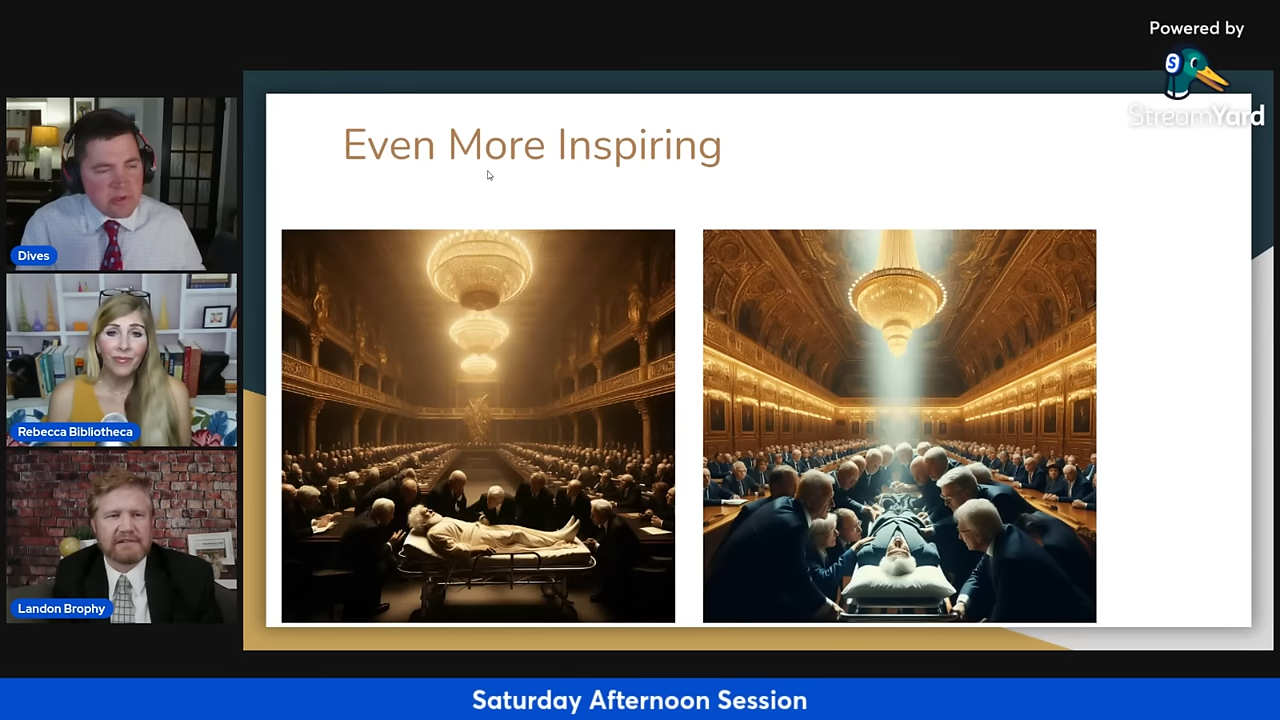 Powered by
S
StreamYard
Even More Inspiring
Dives
Rebecca Bibliotheca
Landon Brophy
Saturday Afternoon Session